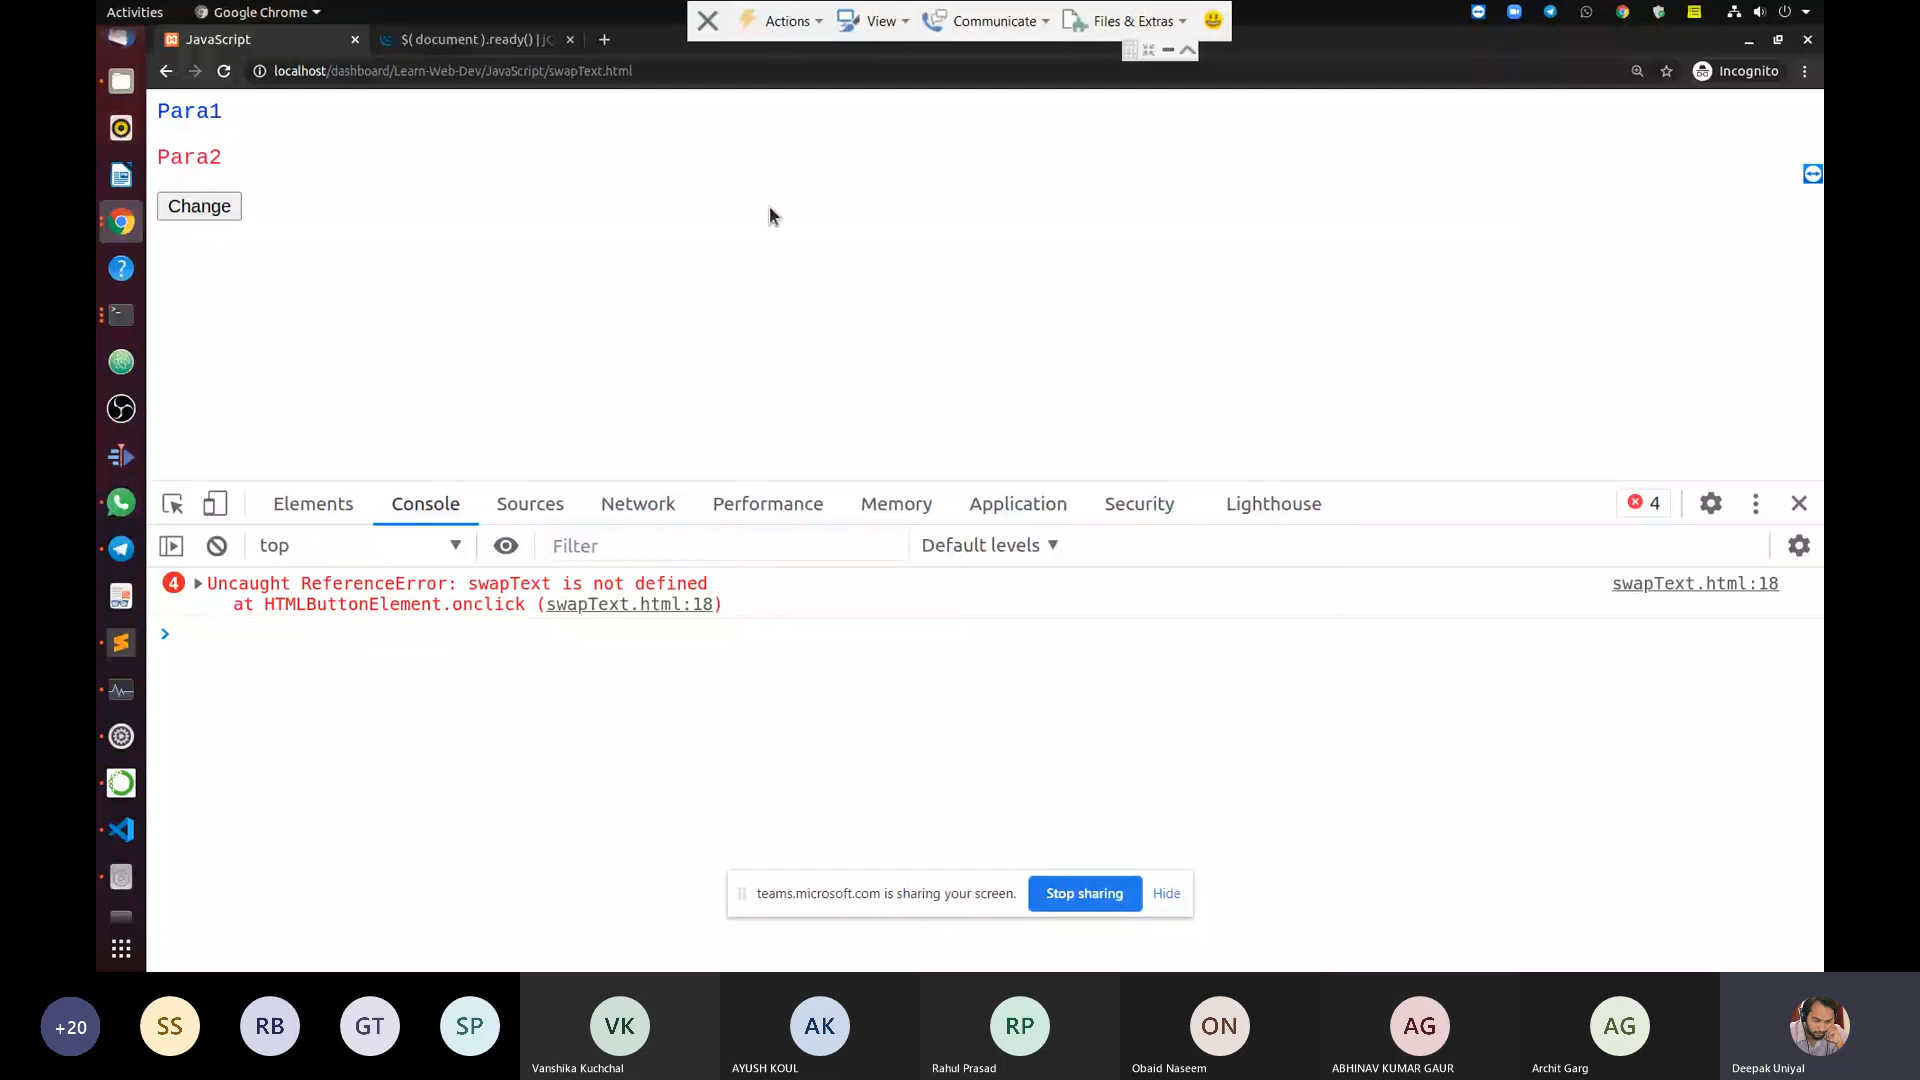 Activities
Google Chrome
Actions
View
Communicate
Files & Extras
JavaScript
$( document ).ready() | jQ
localhost/dashboard/Learn-Web-Dev/JavaScript/swapText.html
Incognito
Para1
Para2
Change
Elements
Console
Sources
Network
Performance
Memory
Application
Security
Lighthouse
4
top
Filter
Default levels
4
Uncaught ReferenceError: swapText is not defined
swapText.html:18
at HTMLButtonElement.onclick (swapText.html:18)
teams.microsoft.com is sharing your screen.
Stop sharing
Hide
+20
SS
RB
GT
SP
VK
AK
RP
ON
AG
AG
Vanshika Kuchchal
AYUSH KOUL
Rahul Prasad
Obaid Naseem
ABHINAV KUMAR GAUR
Archit Garg
Deepak Uniyal